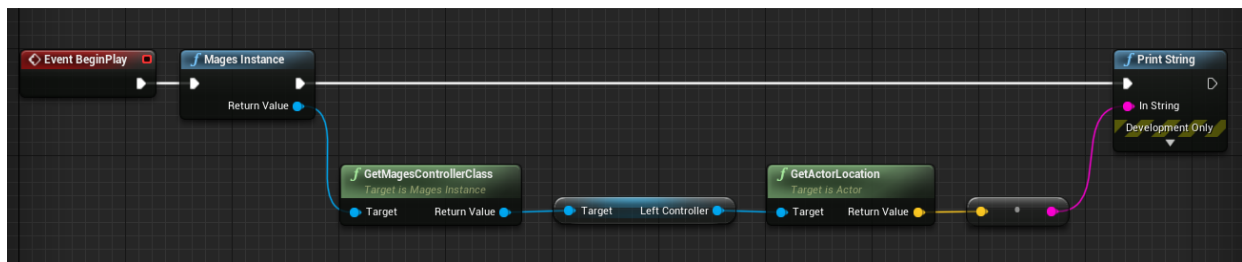 Event BeginPlay
f Mages Instance
Return Value
f GetMagesControllerClass
Target is Mages Instance
Target Return Value
Target Left Controller
f GetActorLocation
Target is Actor
Target Return Value
f Print String
In String
Development Only